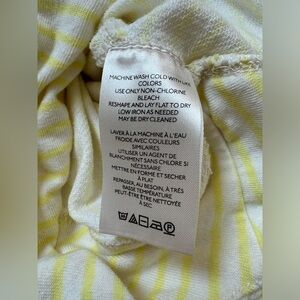 MACHINE WASH COLD WITH LIKE
COLORS
USE ONLY NON-CHLORINE
BLEACH
RESHAPE AND LAY FLAT TO DRY
LOW IRON AS NEEDED
MAY BE DRY CLEANED
LAVER À LA MACHINE À L'EAU
FROIDE AVEC COULEURS
SIMILAIRES
UTILISER UN AGENT DE
BLANCHIMENT SANS CHLORE SI
NÉCESSAIRE
METTRE EN FORME ET SECHER
À PLAT
REPASSER, AU BESOIN, À TRÈS
BASSE TEMPÉRATURE
PEUT-ÊTRE ÊTRE NETTOYÉE
À SEC